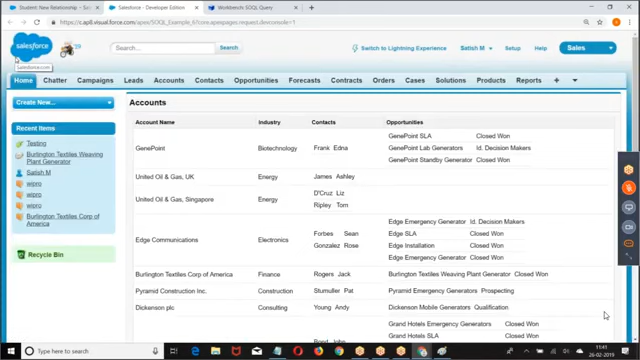 Student New Relationship
Salesforce - Developer Edition
Workbench: SOQL Query
https://c.ap8.visual.force.com/apex/SOQL_Example_6?core.apexpages.request.devconsole=1
salesforce
Search...
Search
Switch to Lightning Experience
Satish M
Setup
Help
Sales
Salesforce.com
Home Chatter Campaigns Leads Accounts Contacts Opportunities Forecasts Contracts Orders Cases Solutions Products Reports +
Create New...
Recent Items
Testing
Burlington Textiles Weaving
Plant Generator
Satish M
wipro
wipro
wipro
Burlington Textiles Corp of
America
Recycle Bin
Accounts
Account Name Industry Contacts Opportunities
GenePoint Biotechnology Frank Edna
GenePoint SLA Closed Won
GenePoint Lab Generators Id. Decision Makers
GenePoint Standby Generator Closed Won
United Oil & Gas, UK Energy James Ashley
United Oil & Gas, Singapore Energy
D'Cruz Liz
Ripley Tom
Edge Communications Electronics
Forbes Sean
Gonzalez Rose
Edge Emergency Generator Id. Decision Makers
Edge SLA Closed Won
Edge Installation Closed Won
Edge Emergency Generator Closed Won
Burlington Textiles Corp of America Finance Rogers Jack Burlington Textiles Weaving Plant Generator Closed Won
Pyramid Construction Inc. Construction Stumuller Pat Pyramid Emergency Generators Prospecting
Dickenson plc Consulting Young Andy Dickenson Mobile Generators Qualification
Grand Hotels Emergency Generators Closed Won
Grand Hotels SLA Closed Won
Bond John
Type here to search
11:41
26-02-2019